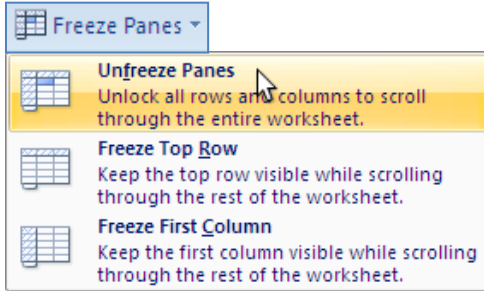 Freeze Panes
Unfreeze Panes
Unlock all rows and columns to scroll
through the entire worksheet.
Freeze Top Row
Keep the top row visible while scrolling
through the rest of the worksheet.
Freeze First Column
Keep the first column visible while scrolling
through the rest of the worksheet.